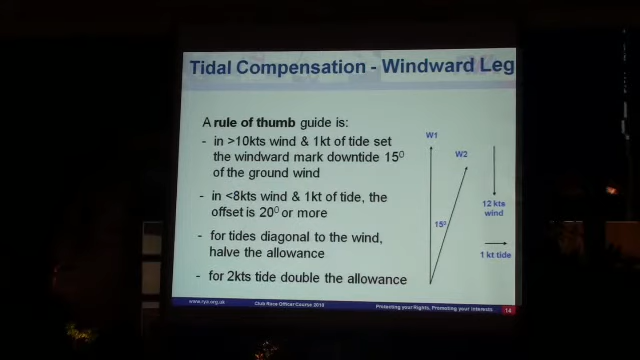 Tidal Compensation - Windward Leg
A rule of thumb guide is:
- in >10kts wind & 1kt of tide set
the windward mark downtide 15⁰
of the ground wind
- in <8kts wind & 1kt of tide, the
offset is 20⁰ or more
- for tides diagonal to the wind,
halve the allowance
- for 2kts tide double the allowance
W1
W2
15⁰
12 kts
wind
1 kt tide
www.rya.org.uk
Club Race Officer Course 2010
Protecting your Rights, Promoting your Interests
14